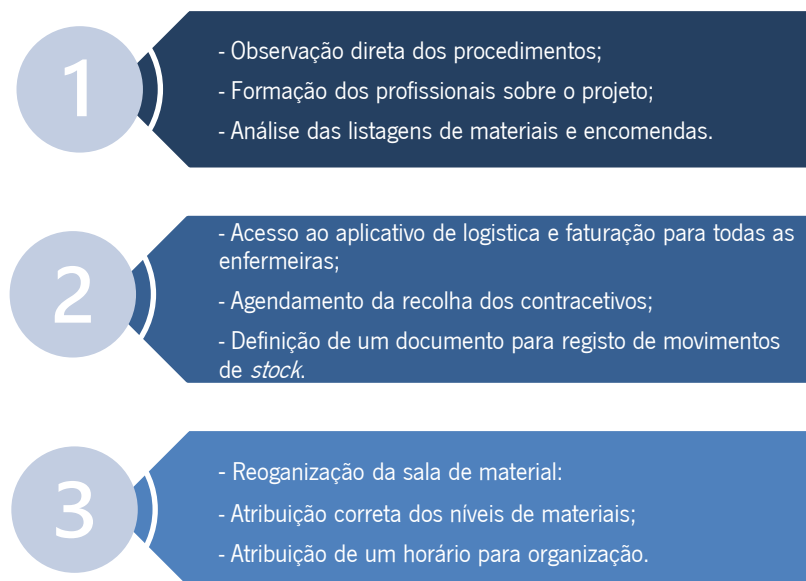 1
- Observação direta dos procedimentos;
- Formação dos profissionais sobre o projeto;
- Análise das listagens de materiais e encomendas.
2
- Acesso ao aplicativo de logistica e faturação para todas as
enfermeiras;
- Agendamento da recolha dos contracetivos;
- Definição de um documento para registo de movimentos
de stock.
3
- Reoganização da sala de material:
- Atribuição correta dos níveis de materiais;
- Atribuição de um horário para organização.